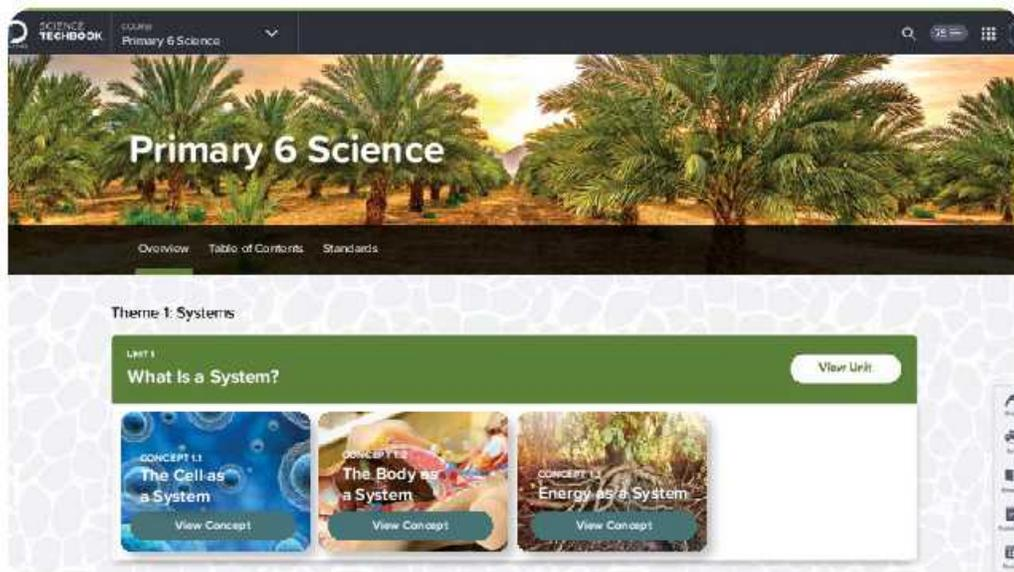 SCIENCE
TECHBOOK
COURSE
Primary 6 Science
Primary 6 Science
Overview Table of Contents Standards
Theme 1: Systems
UNIT 1
What Is a System?
View Unit
CONCEPT 1.1
The Cell as
a System
View Concept
CONCEPT 1.2
The Body as
a System
View Concept
CONCEPT 1.3
Energy as a System
View Concept